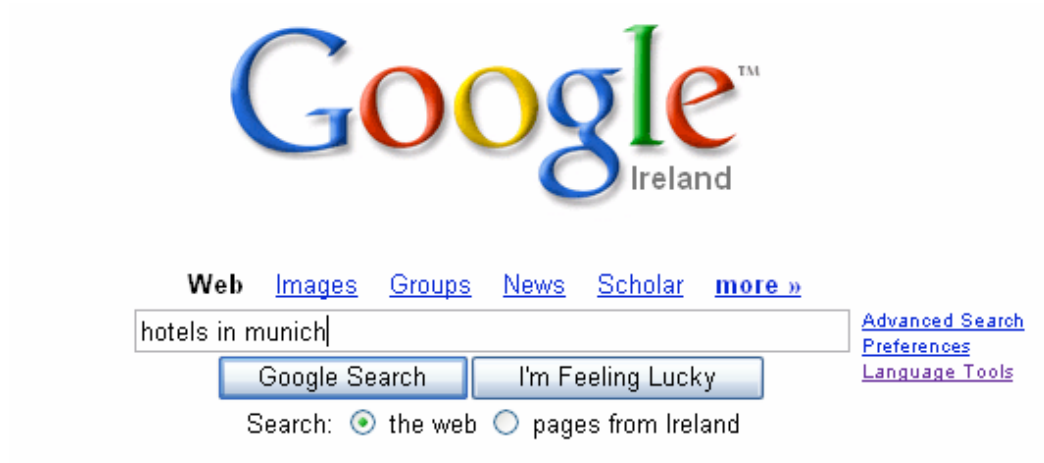 Google™
Ireland
Web Images Groups News Scholar more »
hotels in munich
Advanced Search
Preferences
Language Tools
Google Search I'm Feeling Lucky
Search: the web pages from Ireland